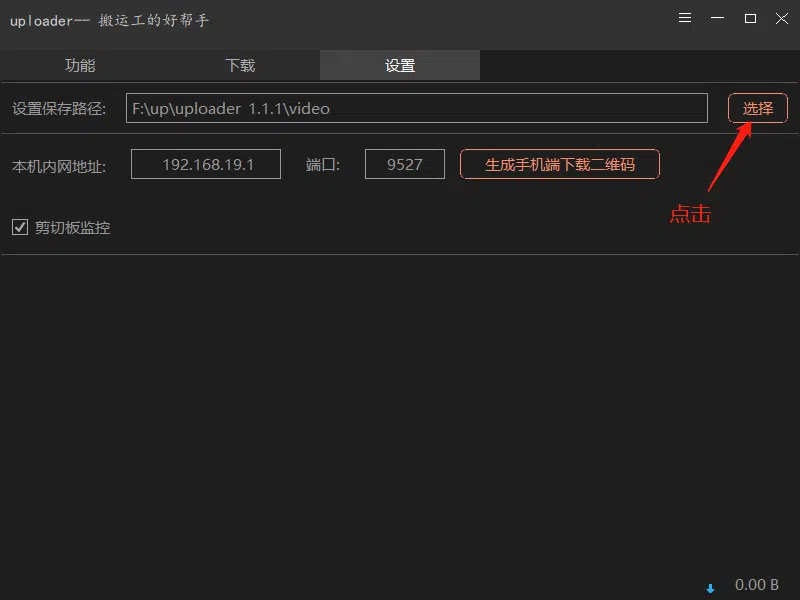 uploader-- 搬运工的好帮手
功能 下载 设置
设置保存路径: F:\up\uploader 1.1.1\video 选择
本机内网地址: 192.168.19.1 端口: 9527 生成手机端下载二维码
点击
剪切板监控
0.00 B